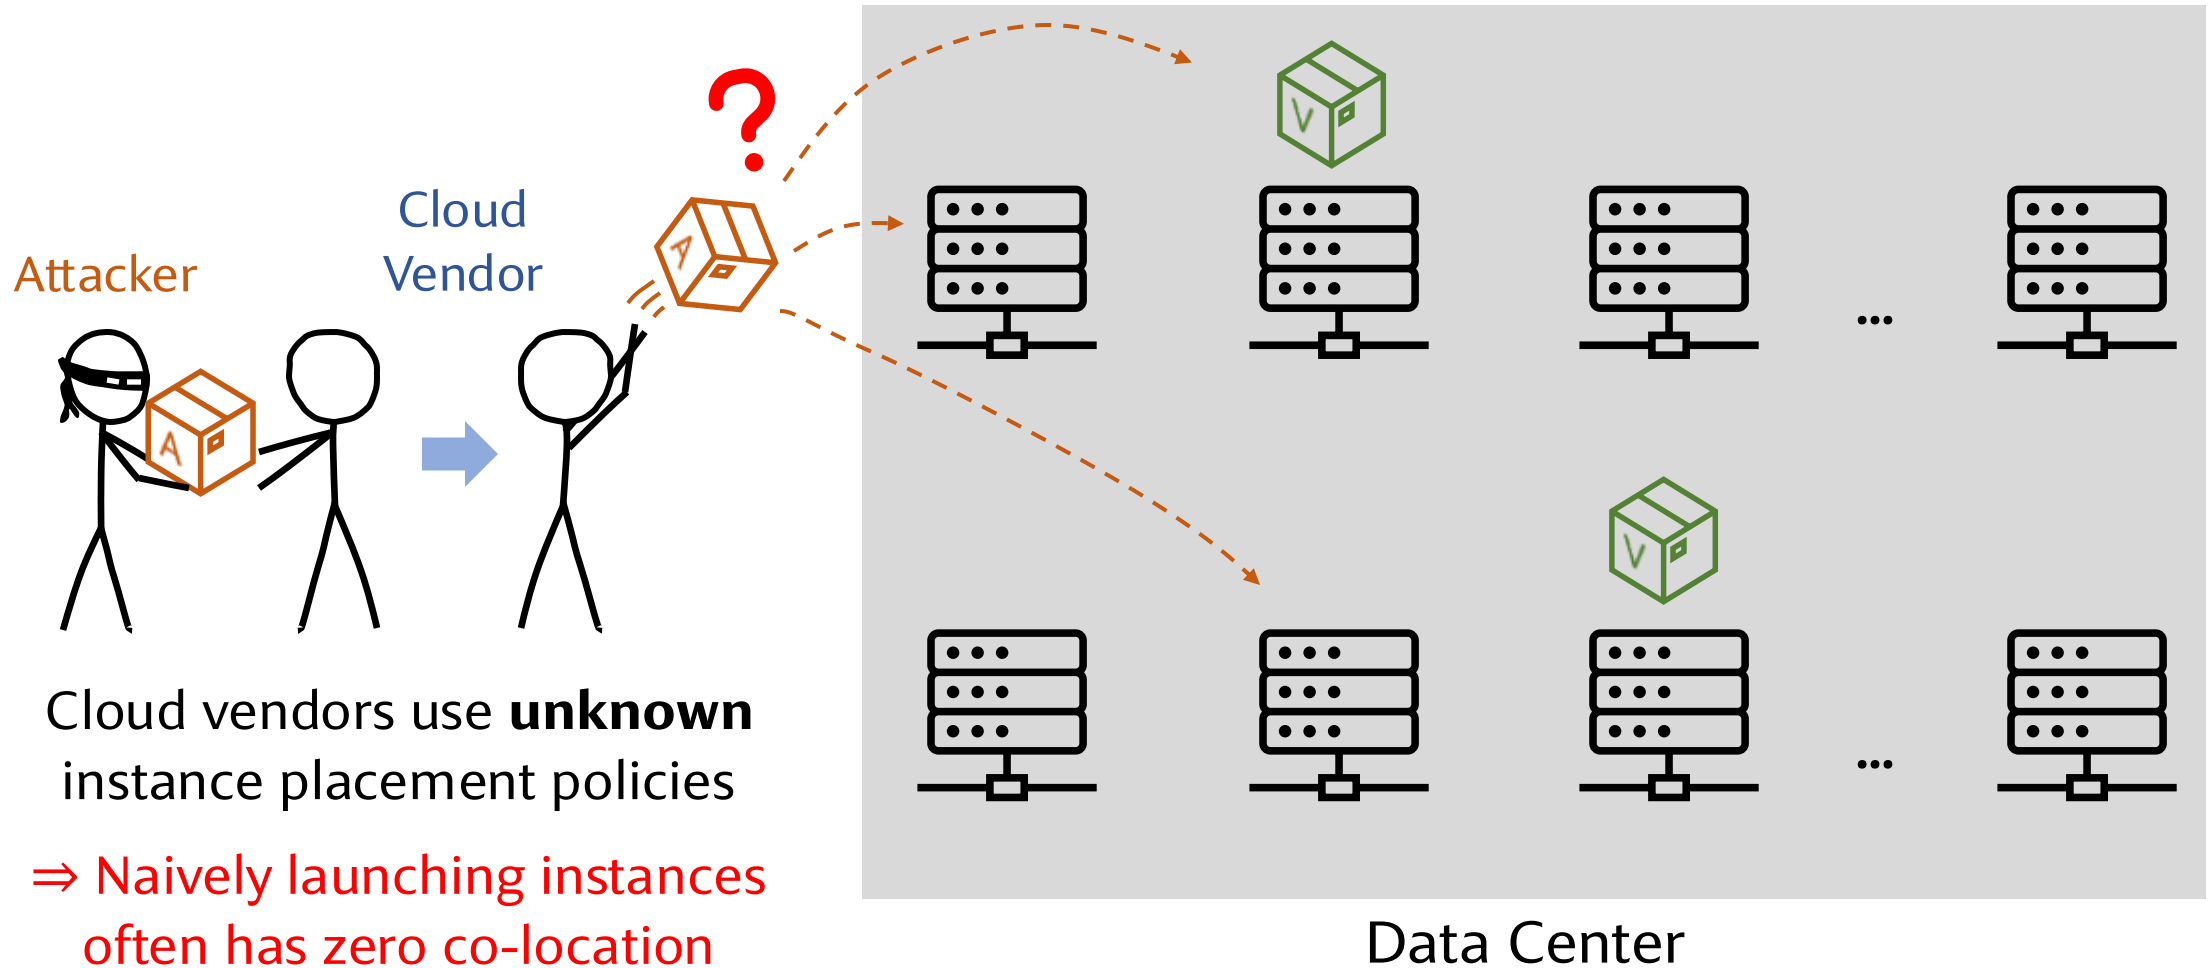 Attacker
Cloud
Vendor
A
A
V
V
...
...
?
Cloud vendors use unknown
instance placement policies
⇒ Naively launching instances
often has zero co-location
Data Center